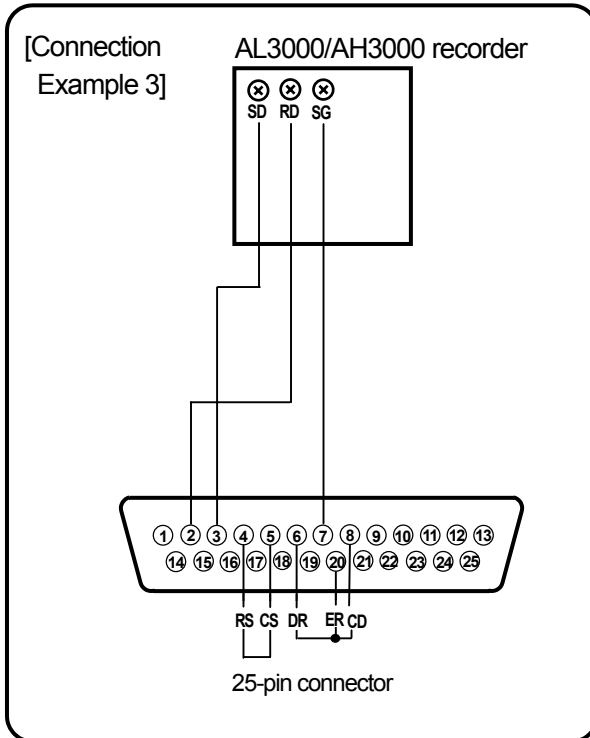 [Connection
Example 3]
AL3000/AH3000 recorder
SD RD SG
1 2 3 4 5 6 7 8 9 10 11 12 13
14 15 16 17 18 19 20 21 22 23 24 25
RS CS DR ER CD
25-pin connector